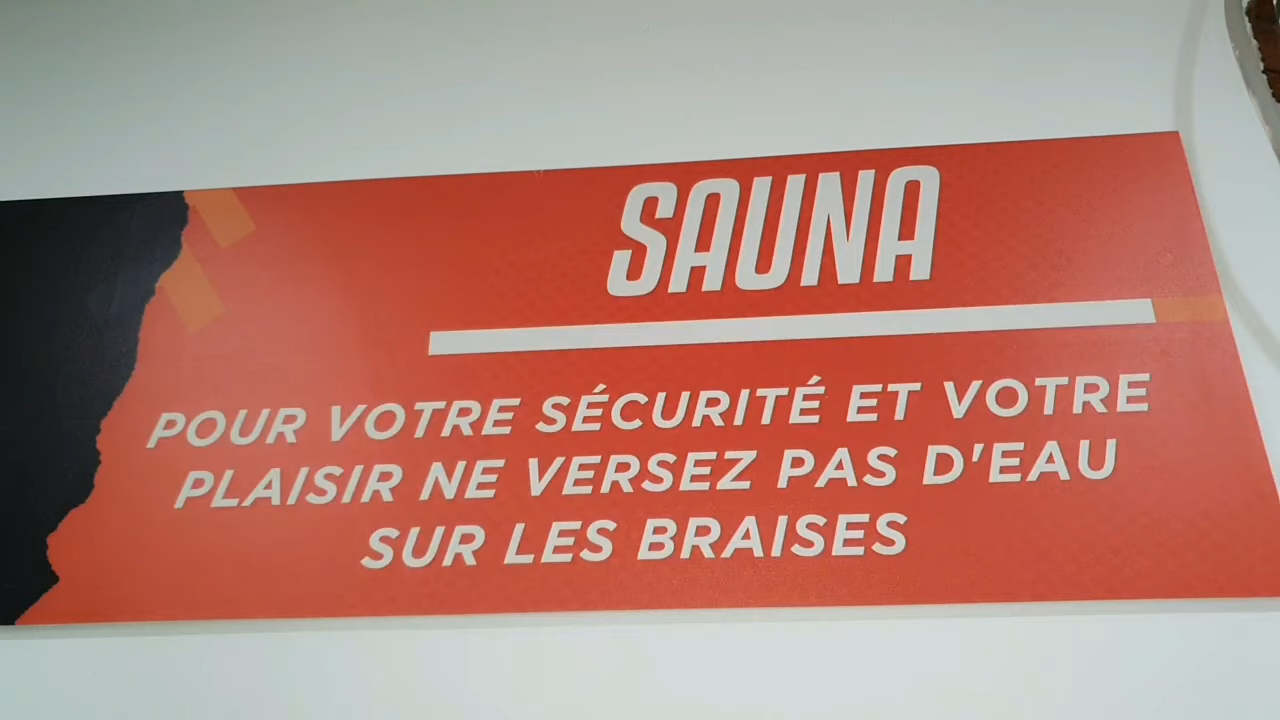 SAUNA
POUR VOTRE SÉCURITÉ ET VOTRE
PLAISIR NE VERSEZ PAS D'EAU
SUR LES BRAISES